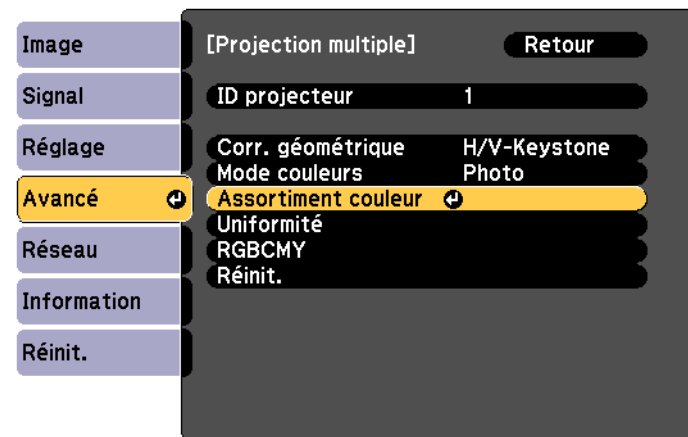 Image
Signal
Réglage
Avancé
Réseau
Information
Réinit.
[Projection multiple] Retour
ID projecteur 1
Corr. géométrique H/V-Keystone
Mode couleurs Photo
Assortiment couleur
Uniformité
RGBCMY
Réinit.